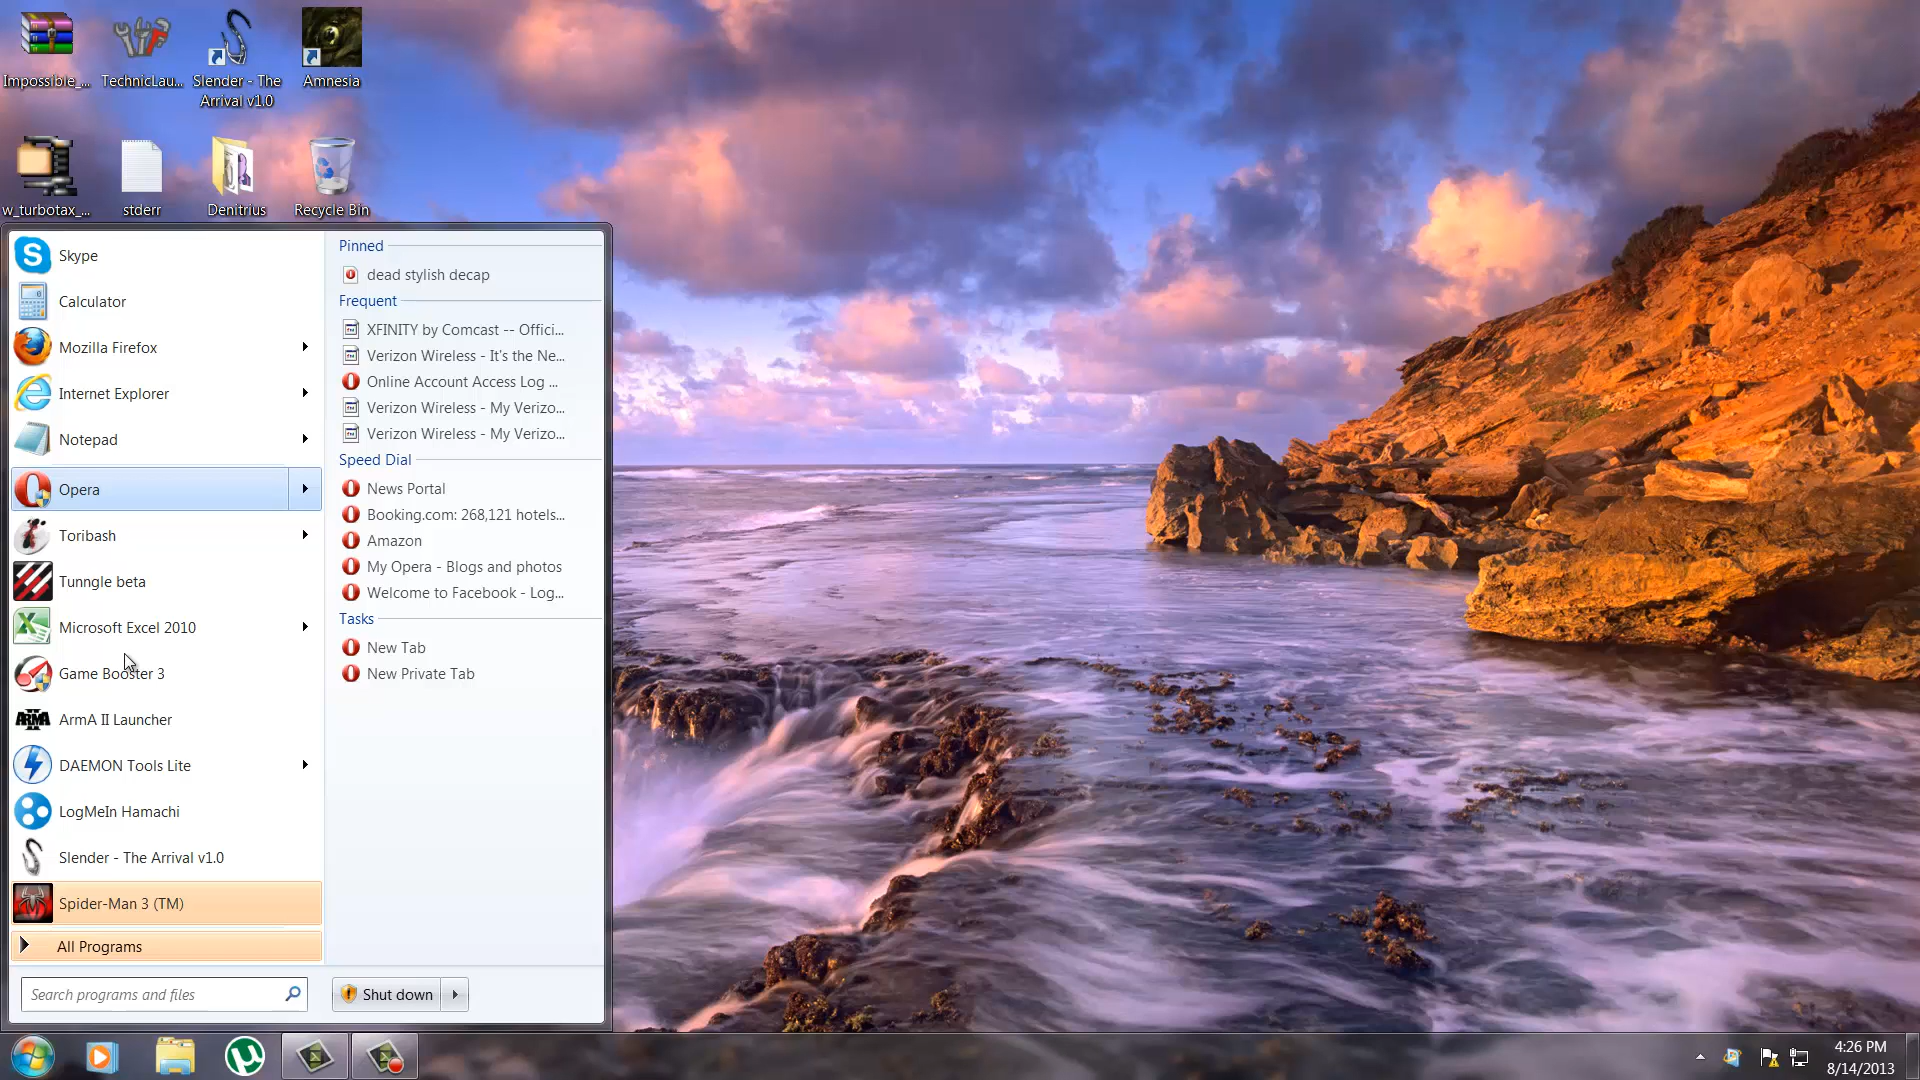 Impossible_...
TechnicLau...
Slender - The
Arrival v1.0
Amnesia
w_turbotax_...
stderr
Denitrius
Recycle Bin
Skype
Calculator
Mozilla Firefox
Internet Explorer
Notepad
Opera
Toribash
Tunngle beta
Microsoft Excel 2010
Game Booster 3
ARMA
II
ArmA II Launcher
DAEMON Tools Lite
LogMeIn Hamachi
Slender - The Arrival v1.0
Spider-Man 3 (TM)
All Programs
Search programs and files
Pinned
dead stylish decap
Frequent
XFINITY by Comcast -- Offici...
Verizon Wireless - It's the Ne...
Online Account Access Log ...
Verizon Wireless - My Verizo...
Verizon Wireless - My Verizo...
Speed Dial
News Portal
Booking.com: 268,121 hotels...
Amazon
My Opera - Blogs and photos
Welcome to Facebook - Log...
Tasks
New Tab
New Private Tab
Shut down
4:26 PM
8/14/2013